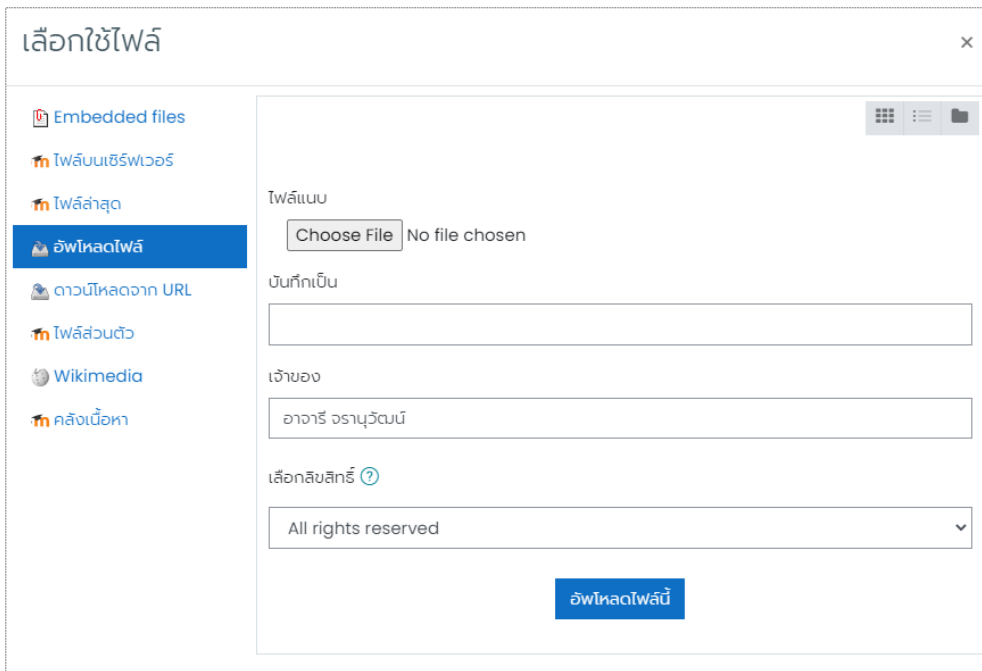 เลือกใช้ไฟล์
×
Embedded files
ไฟล์บนเซิร์ฟเวอร์
ไฟล์ล่าสุด
อัพโหลดไฟล์
ดาวน์โหลดจาก URL
ไฟล์ส่วนตัว
Wikimedia
คลังเนื้อหา
ไฟล์แนบ
Choose File No file chosen
บันทึกเป็น
เจ้าของ
อาจารี จรานุวัฒน์
เลือกลิขสิทธิ์ ?
All rights reserved
อัพโหลดไฟล์นี้